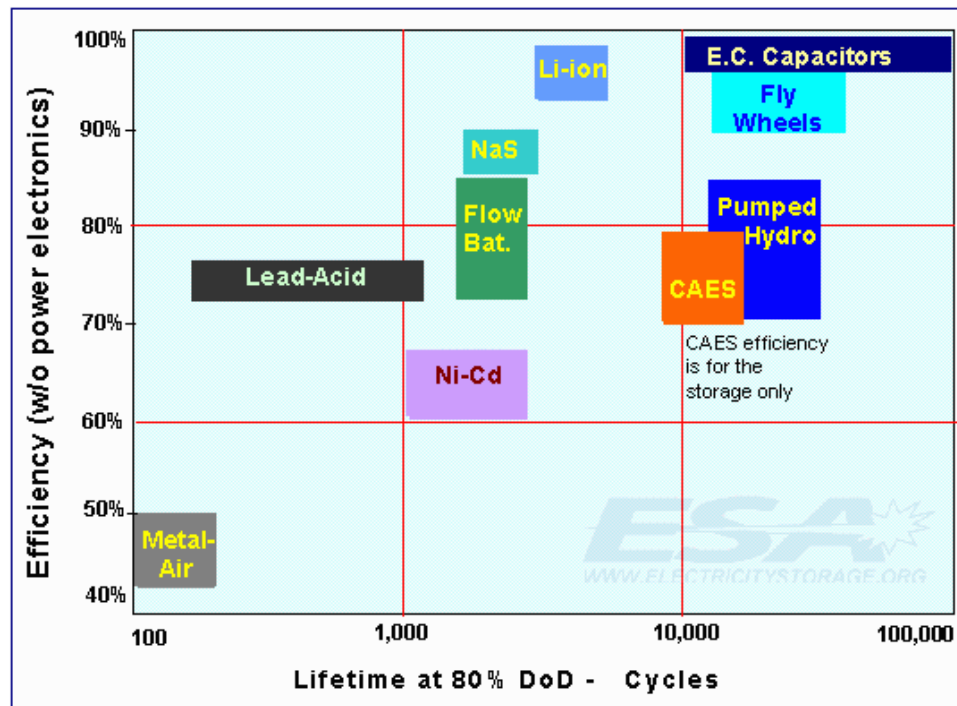 100%
90%
80%
70%
60%
50%
40%
Efficiency (w/o power electronics)
E.C. Capacitors
Li-ion
Fly
Wheels
NaS
Flow
Bat.
Pumped
Hydro
Lead-Acid
CAES
CAES efficiency
is for the
storage only
Ni-Cd
Metal-
Air
ESA
WWW.ELECTRICITYSTORAGE.ORG
100
1,000
10,000
100,000
Lifetime at 80% DoD - Cycles